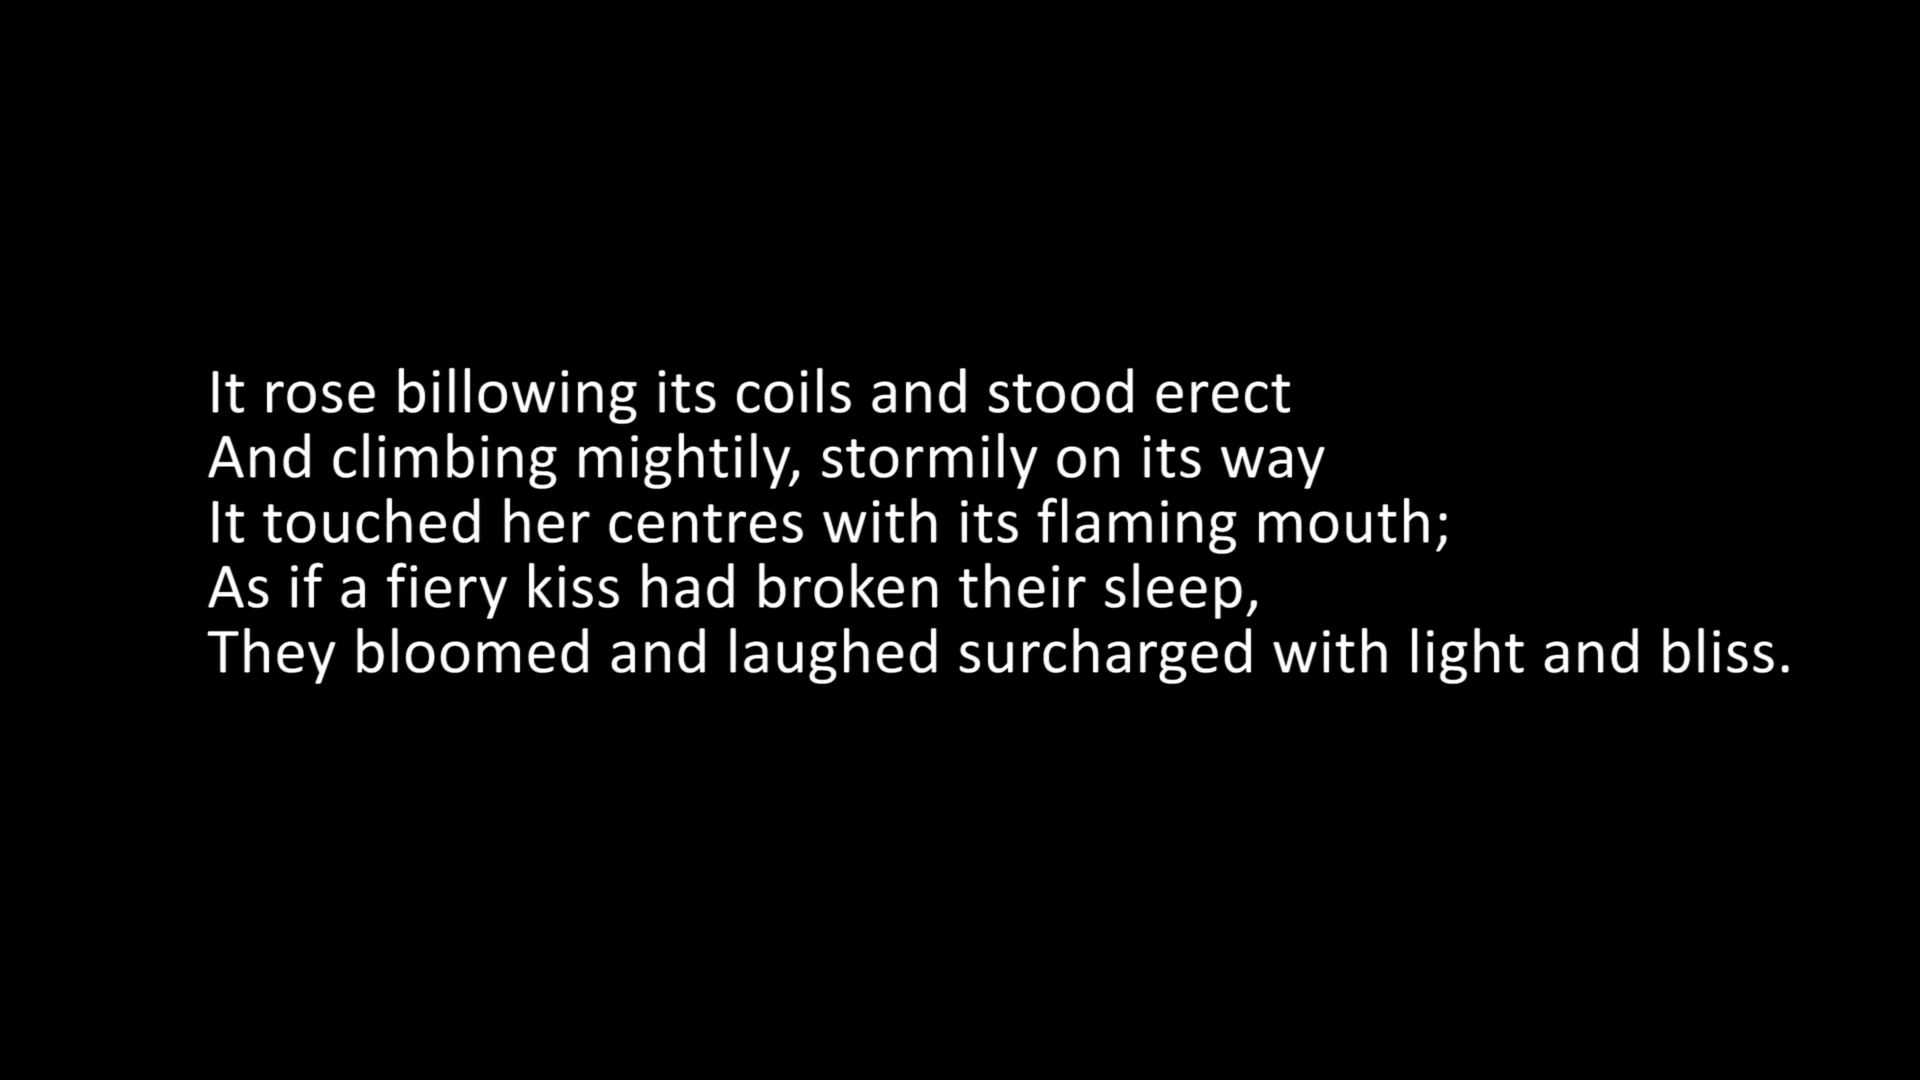 It rose billowing its coils and stood erect
And climbing mightily, stormily on its way
It touched her centres with its flaming mouth;
As if a fiery kiss had broken their sleep,
They bloomed and laughed surcharged with light and bliss.